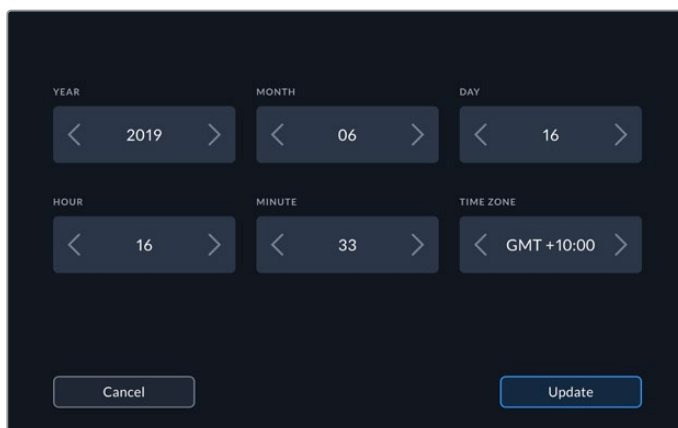 YEAR MONTH DAY
2019 06 16
HOUR MINUTE TIME ZONE
16 33 GMT +10:00
Cancel Update